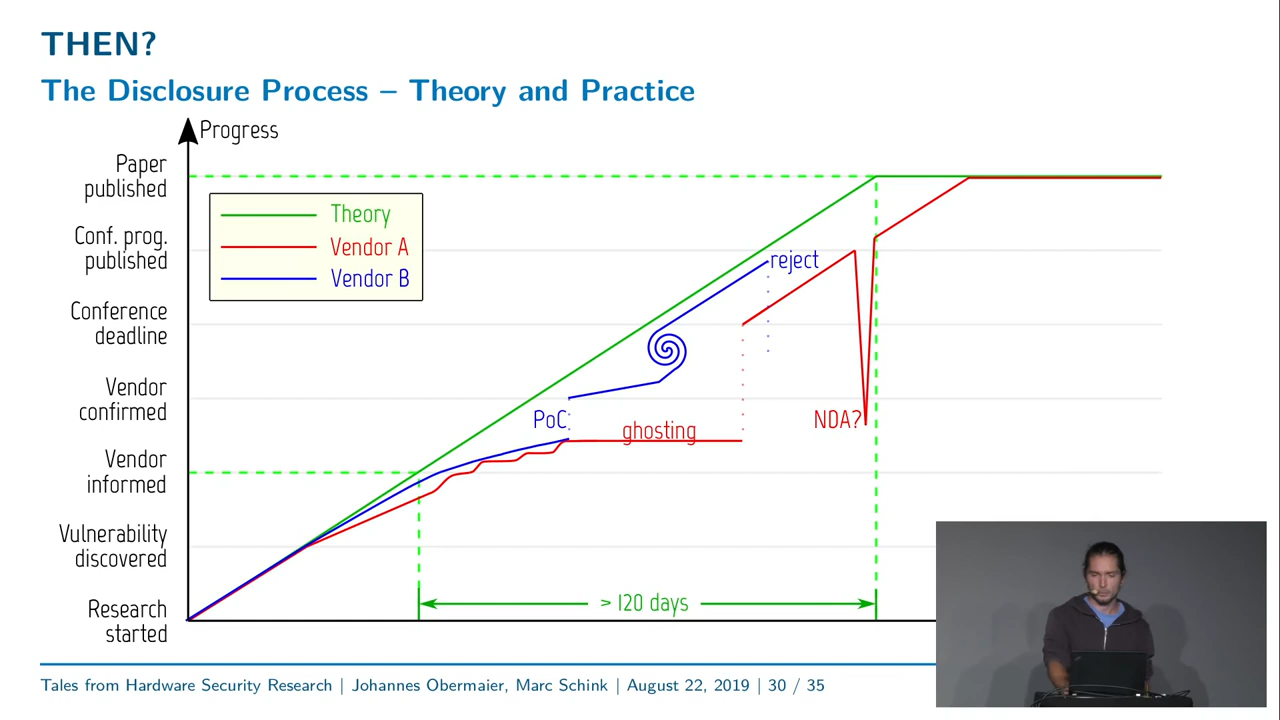 THEN?
The Disclosure Process – Theory and Practice
Progress
Paper
published
Conf. prog.
published
Conference
deadline
Vendor
confirmed
Vendor
informed
Vulnerability
discovered
Research
started
Theory
Vendor A
Vendor B
reject
PoC
ghosting
NDA?
> 120 days
Tales from Hardware Security Research | Johannes Obermaier, Marc Schink | August 22, 2019 | 30 / 35